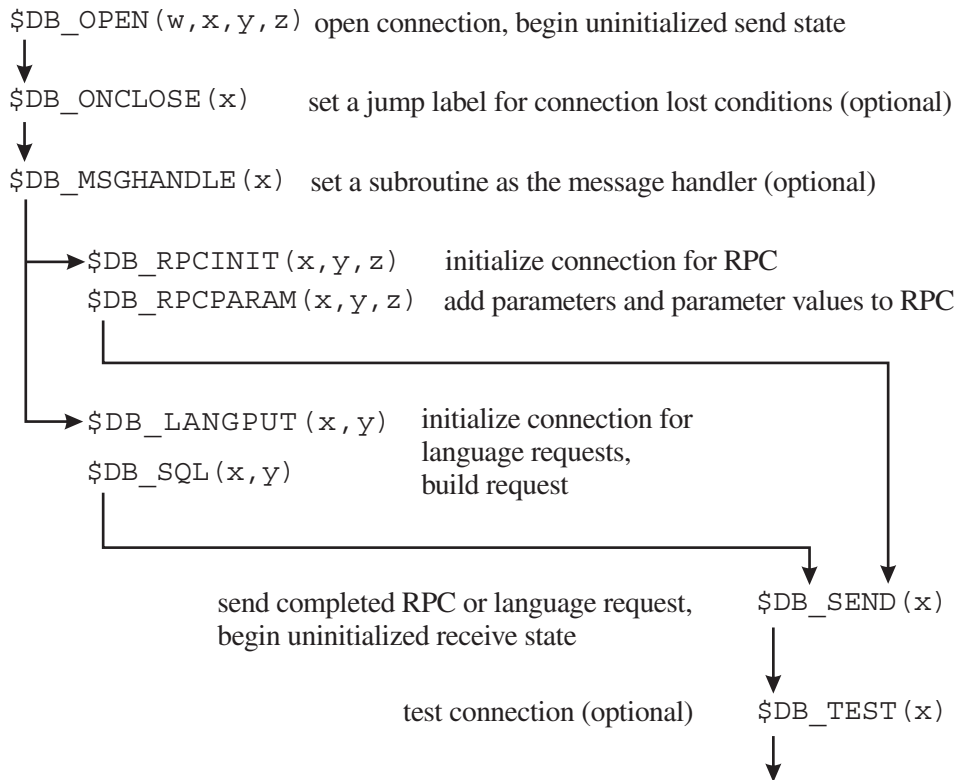 $DB_OPEN(w,x,y,z) open connection, begin uninitialized send state
$DB_ONCLOSE(x) set a jump label for connection lost conditions (optional)
$DB_MSGHANDLE(x) set a subroutine as the message handler (optional)
$DB_RPCINIT(x,y,z) initialize connection for RPC
$DB_RPCPARAM(x,y,z) add parameters and parameter values to RPC
$DB_LANGPUT(x,y) initialize connection for
language requests,
$DB_SQL(x,y)
build request
send completed RPC or language request, $DB_SEND(x)
begin uninitialized receive state
test connection (optional) $DB_TEST(x)